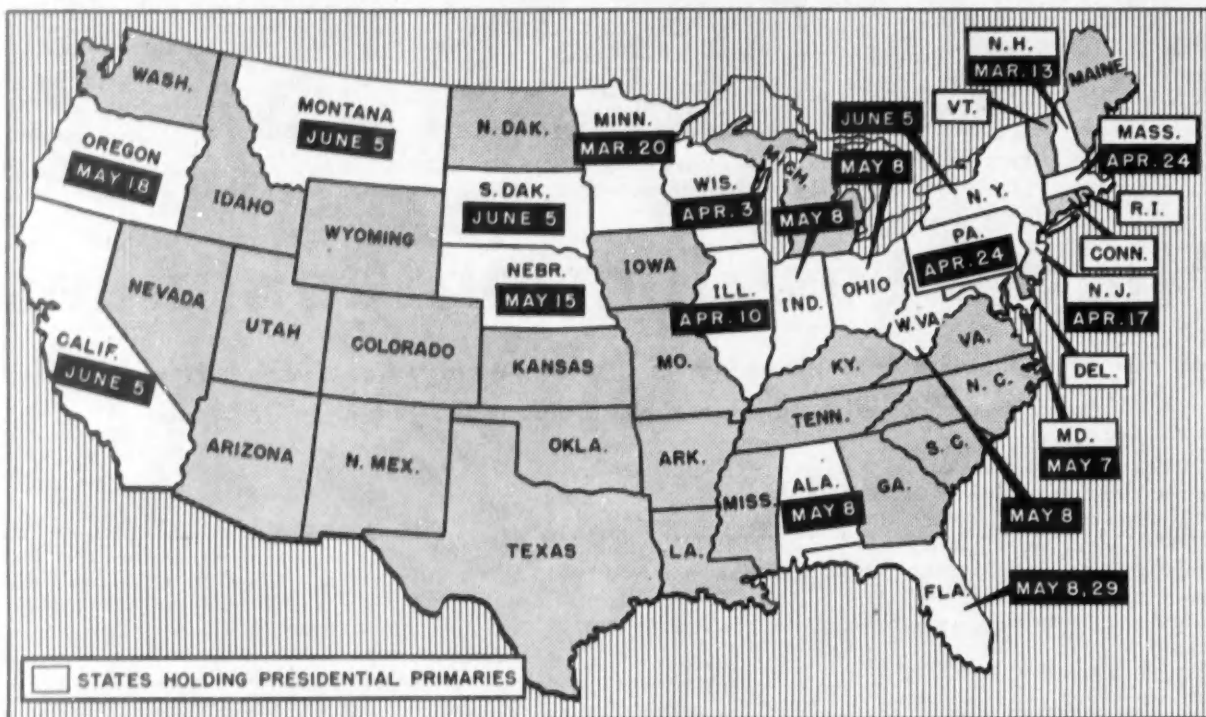 WASH.
OREGON
MAY 18
CALIF.
JUNE 5
MONTANA
JUNE 5
IDAHO
NEVADA
WYOMING
UTAH
COLORADO
ARIZONA
N. MEX.
N. DAK.
S. DAK.
JUNE 5
NEBR.
MAY 15
KANSAS
OKLA.
TEXAS
MINN.
MAR. 20
IOWA
MO.
ARK.
LA.
WIS.
APR. 3
ILL.
APR. 10
MICH.
MAY 8
IND.
MAY 8
OHIO
KY.
TENN.
MISS.
ALA.
MAY 8
GA.
FLA.
MAY 8, 29
S. C.
N. C.
VA.
W. VA
MAY 8
PA.
APR. 24
JUNE 5
N. Y.
VT.
N. H.
MAR. 13
MAINE
MASS.
APR. 24
R. I.
CONN.
N. J.
APR. 17
DEL.
MD.
MAY 7
STATES HOLDING PRESIDENTIAL PRIMARIES